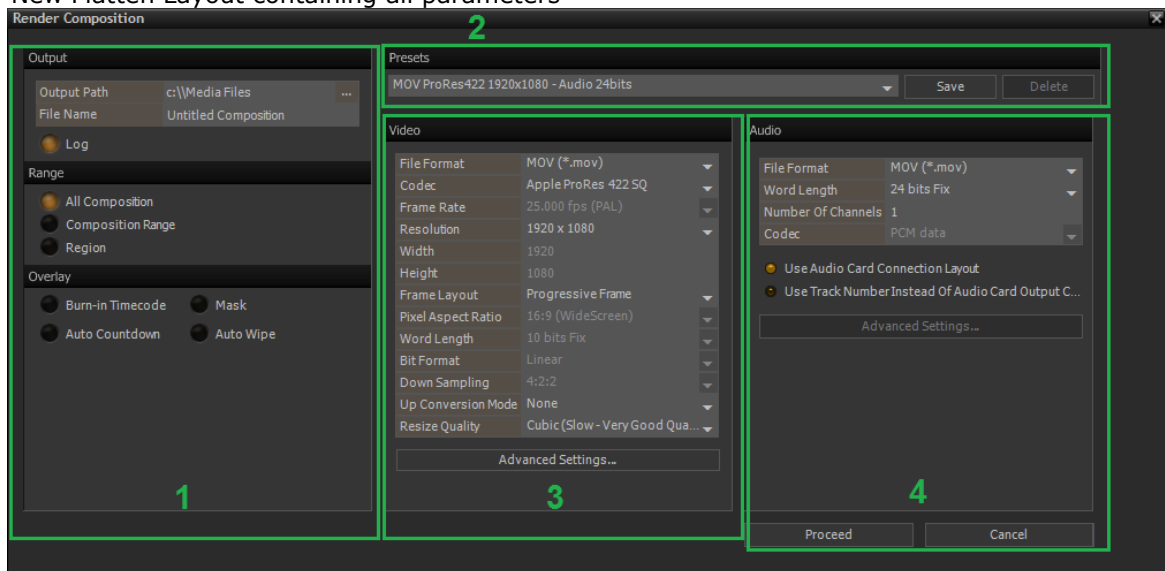 New Flatten Layout containing all parameters
Render Composition
2
Output
Output Path c:\\Media Files ...
File Name Untitled Composition
Log
Range
All Composition
Composition Range
Region
Overlay
Burn-in Timecode Mask
Auto Countdown Auto Wipe
1
Presets
MOV ProRes422 1920x1080 - Audio 24bits Save Delete
Video
File Format MOV (*.mov)
Codec Apple ProRes 422 SQ
Frame Rate 25.000 fps (PAL)
Resolution 1920 x 1080
Width 1920
Height 1080
Frame Layout Progressive Frame
Pixel Aspect Ratio 16:9 (WideScreen)
Word Length 10 bits Fix
Bit Format Linear
Down Sampling 4:2:2
Up Conversion Mode None
Resize Quality Cubic (Slow - Very Good Qua...
Advanced Settings...
3
Audio
File Format MOV (*.mov)
Word Length 24 bits Fix
Number Of Channels 1
Codec PCM data
Use Audio Card Connection Layout
Use Track Number Instead Of Audio Card Output C...
Advanced Settings...
4
Proceed Cancel